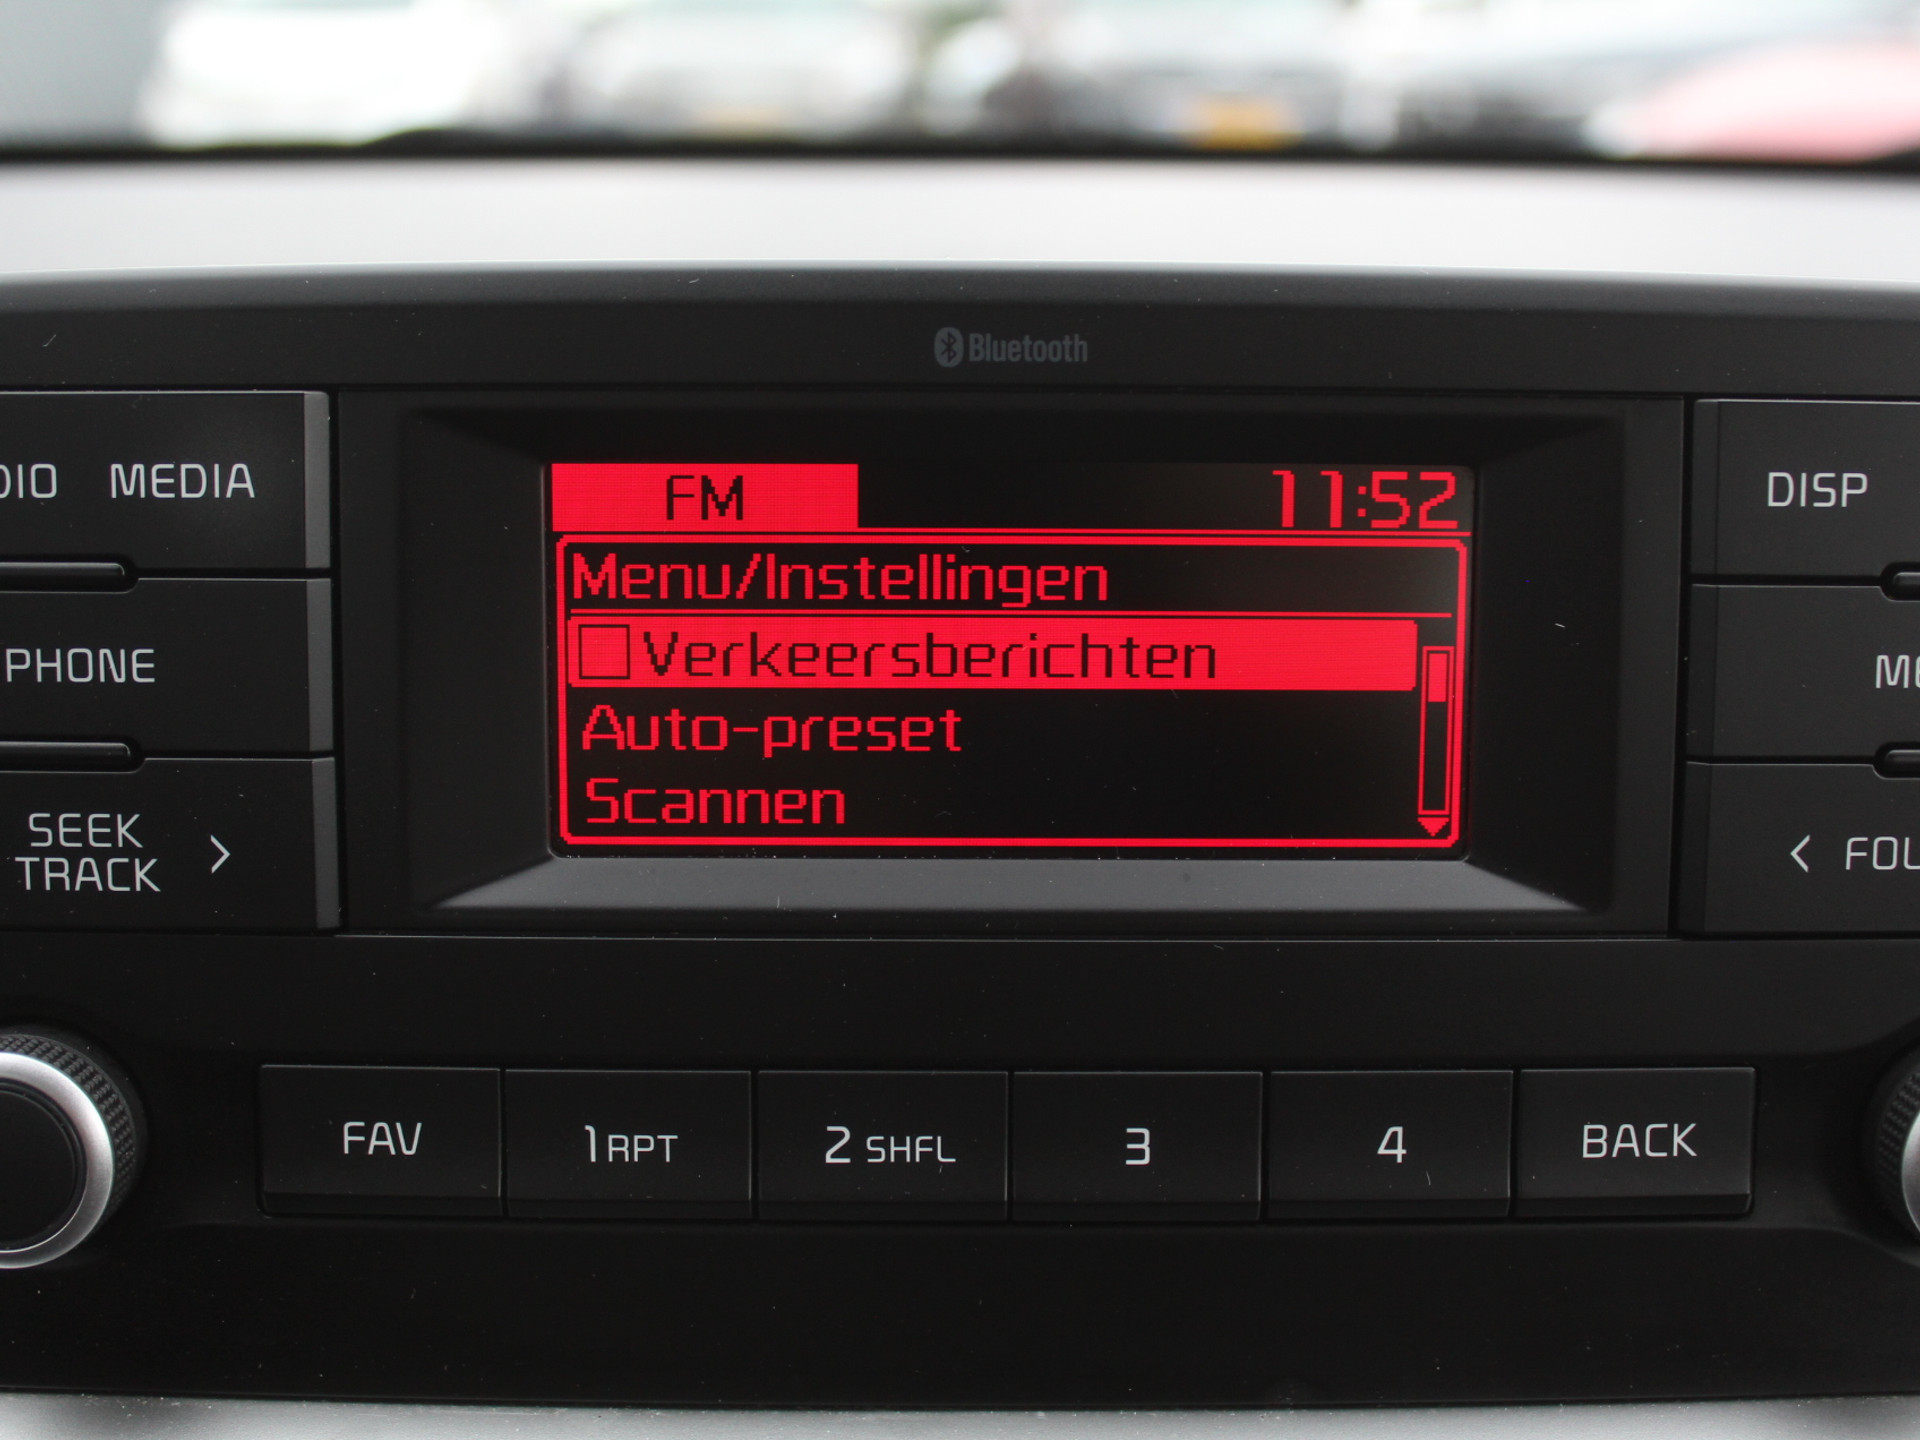 Bluetooth
MEDIA
DISP
FM 11:52
Menu/Instellingen
Verkeersberichten
Auto-preset
Scannen
PHONE
SEEK
TRACK >
<
FAV 1 RPT 2 SHFL 3 4 BACK